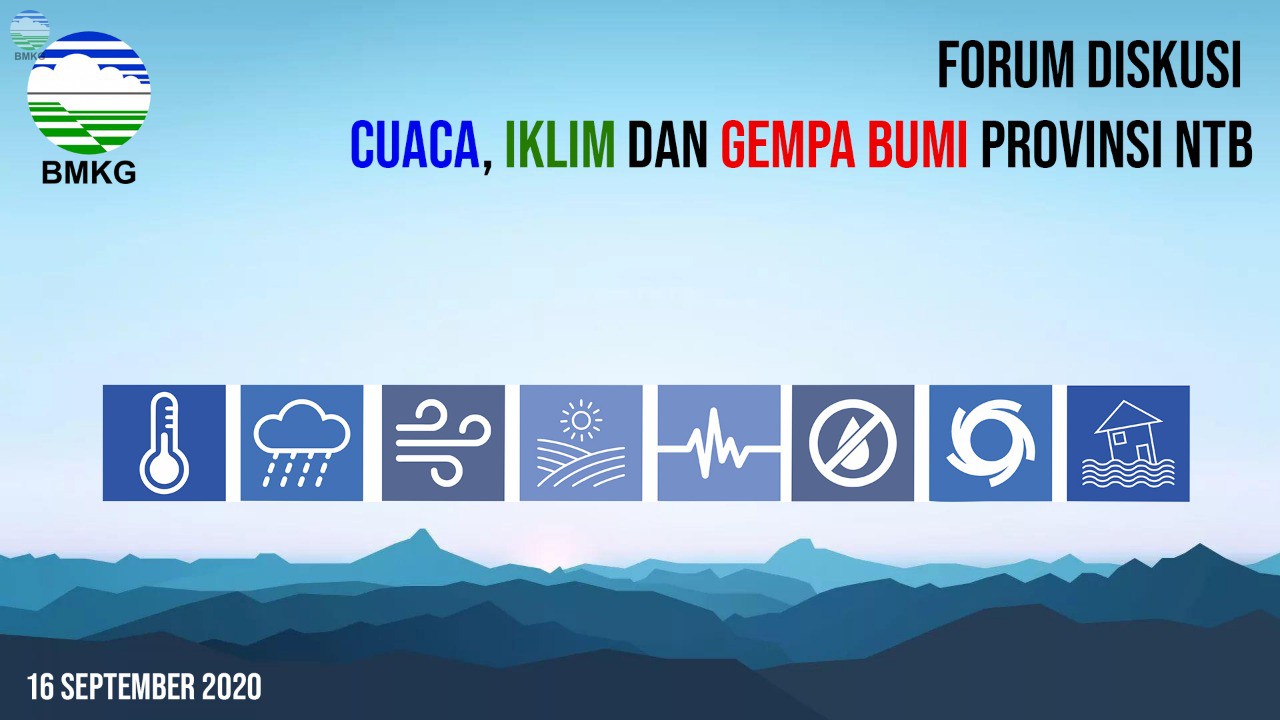 BMKG
BMKG
FORUM DISKUSI
CUACA, IKLIM DAN GEMPA BUMI PROVINSI NTB
16 SEPTEMBER 2020